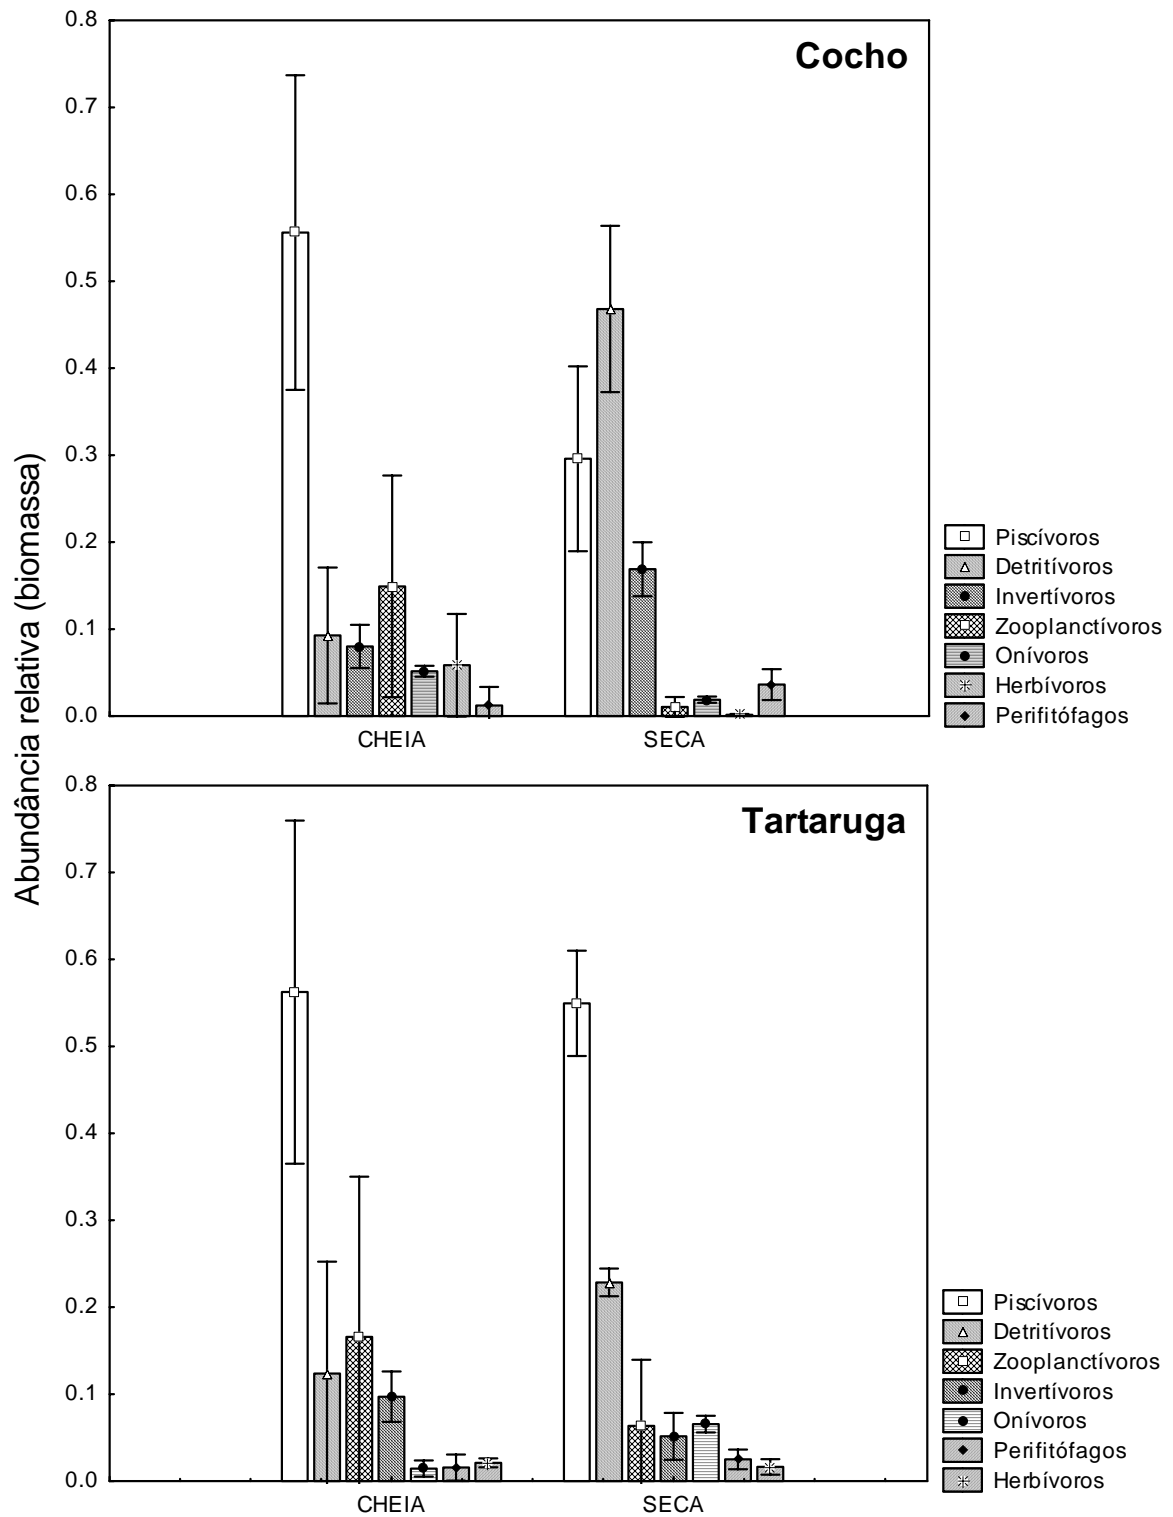 Abundância relativa (biomassa)
Cocho
0.8
0.7
0.6
0.5
0.4
0.3
0.2
0.1
0.0
CHEIA SECA
Piscívoros
Detritívoros
Invertívoros
Zooplanctívoros
Onívoros
Herbívoros
Perifitófagos
Tartaruga
0.8
0.7
0.6
0.5
0.4
0.3
0.2
0.1
0.0
CHEIA SECA
Piscívoros
Detritívoros
Zooplanctívoros
Invertívoros
Onívoros
Perifitófagos
Herbívoros